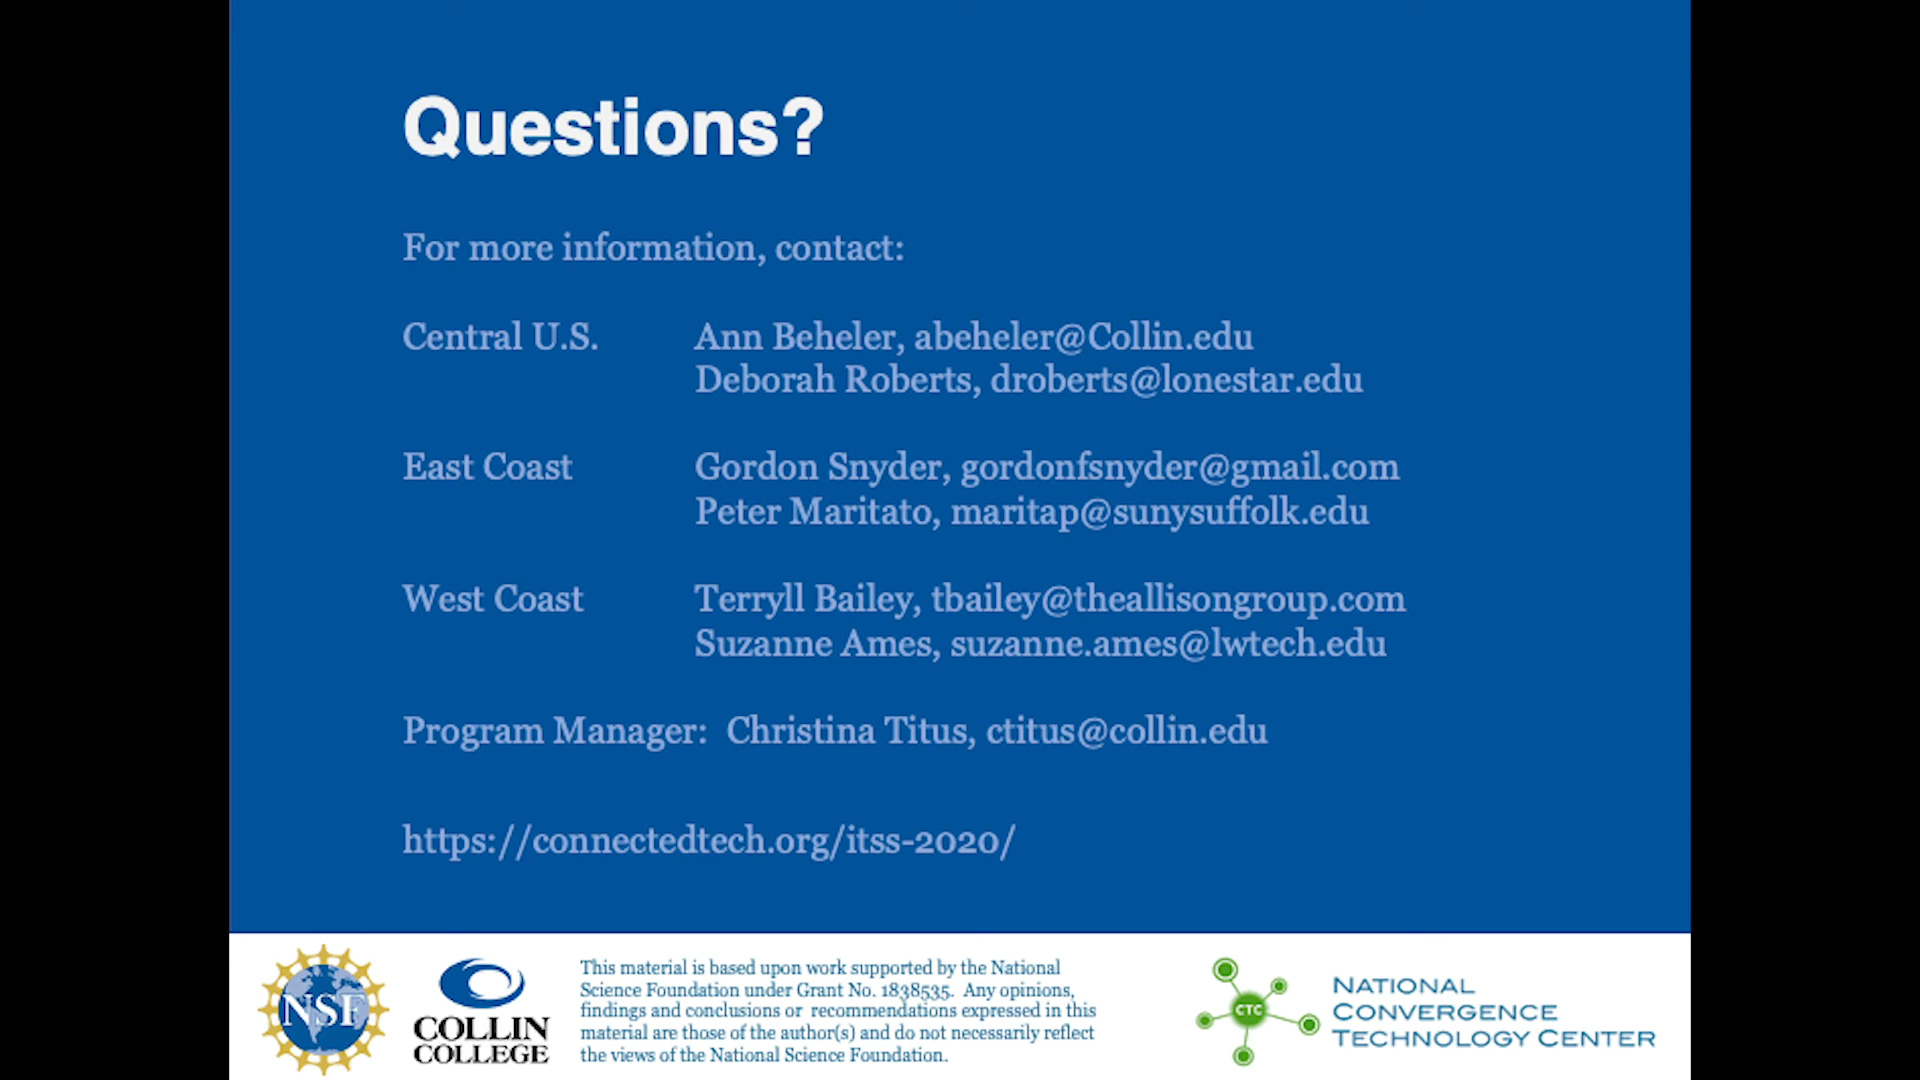 Questions?
For more information, contact:
Central U.S. Ann Beheler, abeheler@Collin.edu
Deborah Roberts, droberts@lonestar.edu
East Coast Gordon Snyder, gordonfsnyder@gmail.com
Peter Maritato, maritap@sunysuffolk.edu
West Coast Terryll Bailey, tbailey@theallisongroup.com
Suzanne Ames, suzanne.ames@lwtech.edu
Program Manager: Christina Titus, ctitus@collin.edu
https://connectedtech.org/itss-2020/
NSF
COLLIN
COLLEGE
This material is based upon work supported by the National
Science Foundation under Grant No. 1838535. Any opinions,
findings and conclusions or recommendations expressed in this
material are those of the author(s) and do not necessarily reflect
the views of the National Science Foundation.
CTC
NATIONAL
CONVERGENCE
TECHNOLOGY CENTER